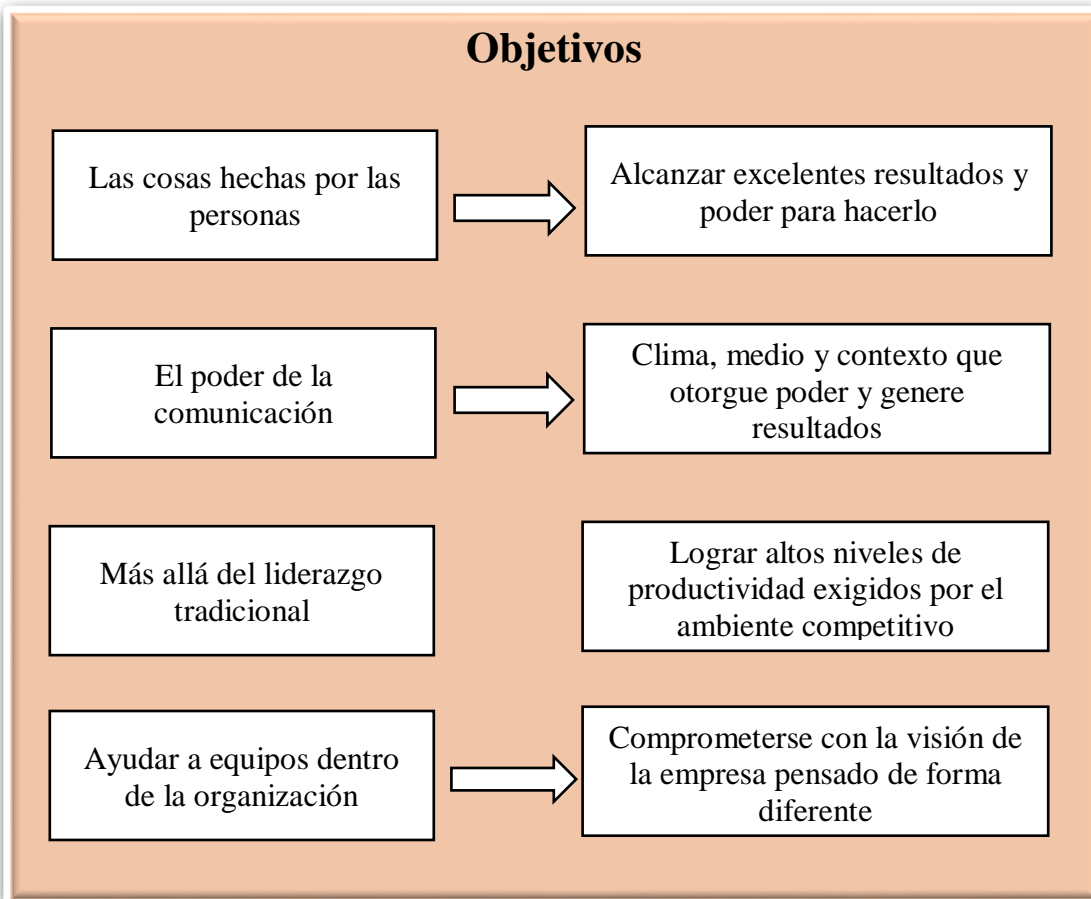 Objetivos
Las cosas hechas por las
personas
Alcanzar excelentes resultados y
poder para hacerlo
El poder de la
comunicación
Clima, medio y contexto que
otorgue poder y genere
resultados
Más allá del liderazgo
tradicional
Lograr altos niveles de
productividad exigidos por el
ambiente competitivo
Ayudar a equipos dentro
de la organización
Comprometerse con la visión de
la empresa pensado de forma
diferente